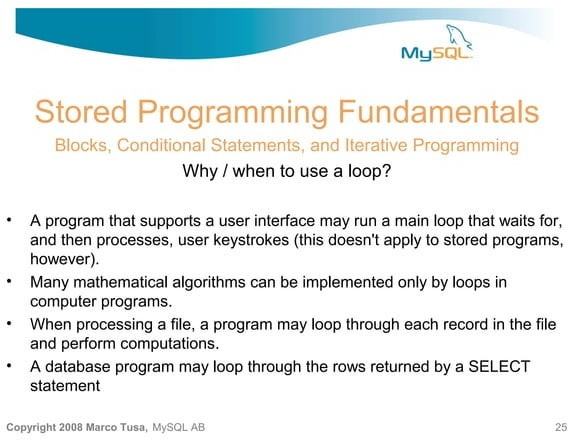 MySQL
Stored Programming Fundamentals
Blocks, Conditional Statements, and Iterative Programming
Why / when to use a loop?
• A program that supports a user interface may run a main loop that waits for,
and then processes, user keystrokes (this doesn't apply to stored programs,
however).
• Many mathematical algorithms can be implemented only by loops in
computer programs.
• When processing a file, a program may loop through each record in the file
and perform computations.
• A database program may loop through the rows returned by a SELECT
statement
Copyright 2008 Marco Tusa, MySQL AB 25